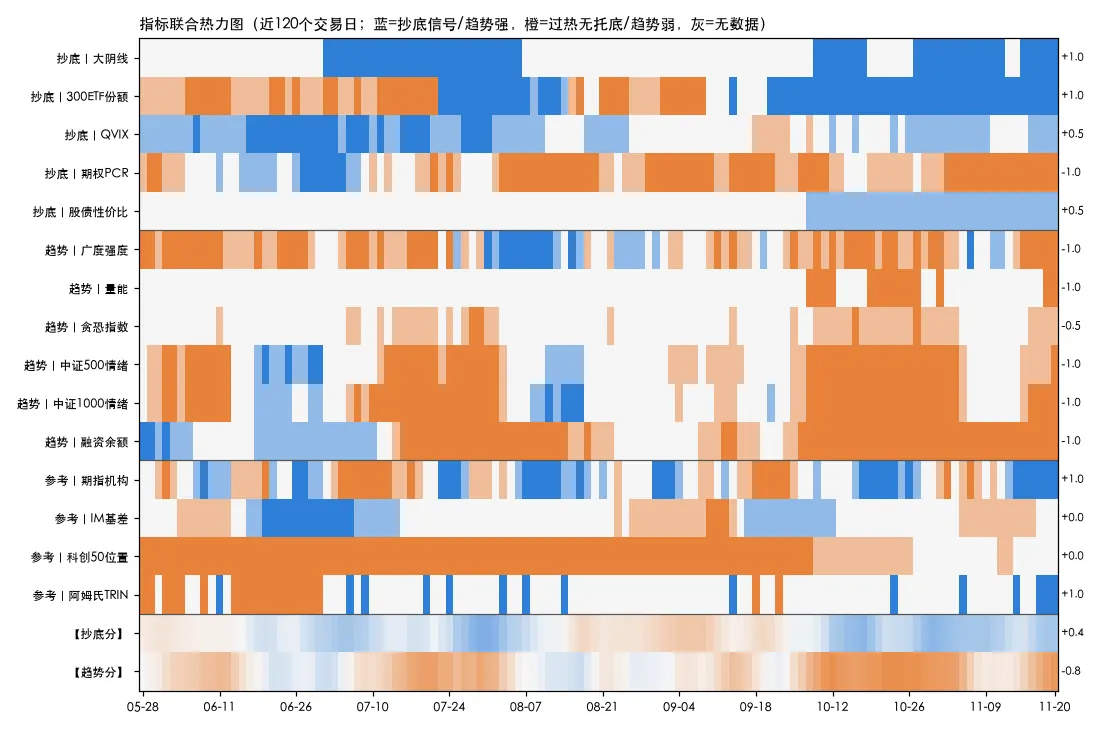 指标联合热力图（近120个交易日；蓝=抄底信号/趋势强，橙=过热无托底/趋势弱，灰=无数据）
抄底 | 大阴线 +1.0
抄底 | 300ETF份额 +1.0
抄底 | QVIX +0.5
抄底 | 期权PCR -1.0
抄底 | 股债性价比 +0.5
趋势 | 广度强度 -1.0
趋势 | 量能 -1.0
趋势 | 贪恐指数 -0.5
趋势 | 中证500情绪 -1.0
趋势 | 中证1000情绪 -1.0
趋势 | 融资余额 -1.0
参考 | 期指机构 +1.0
参考 | IM基差 +0.0
参考 | 科创50位置 +0.0
参考 | 阿姆氏TRIN +1.0
【抄底分】 +0.4
【趋势分】 -0.8
05-28 06-11 06-26 07-10 07-24 08-07 08-21 09-04 09-18 10-12 10-26 11-09 11-20